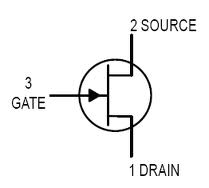 2 SOURCE
3
GATE
1 DRAIN